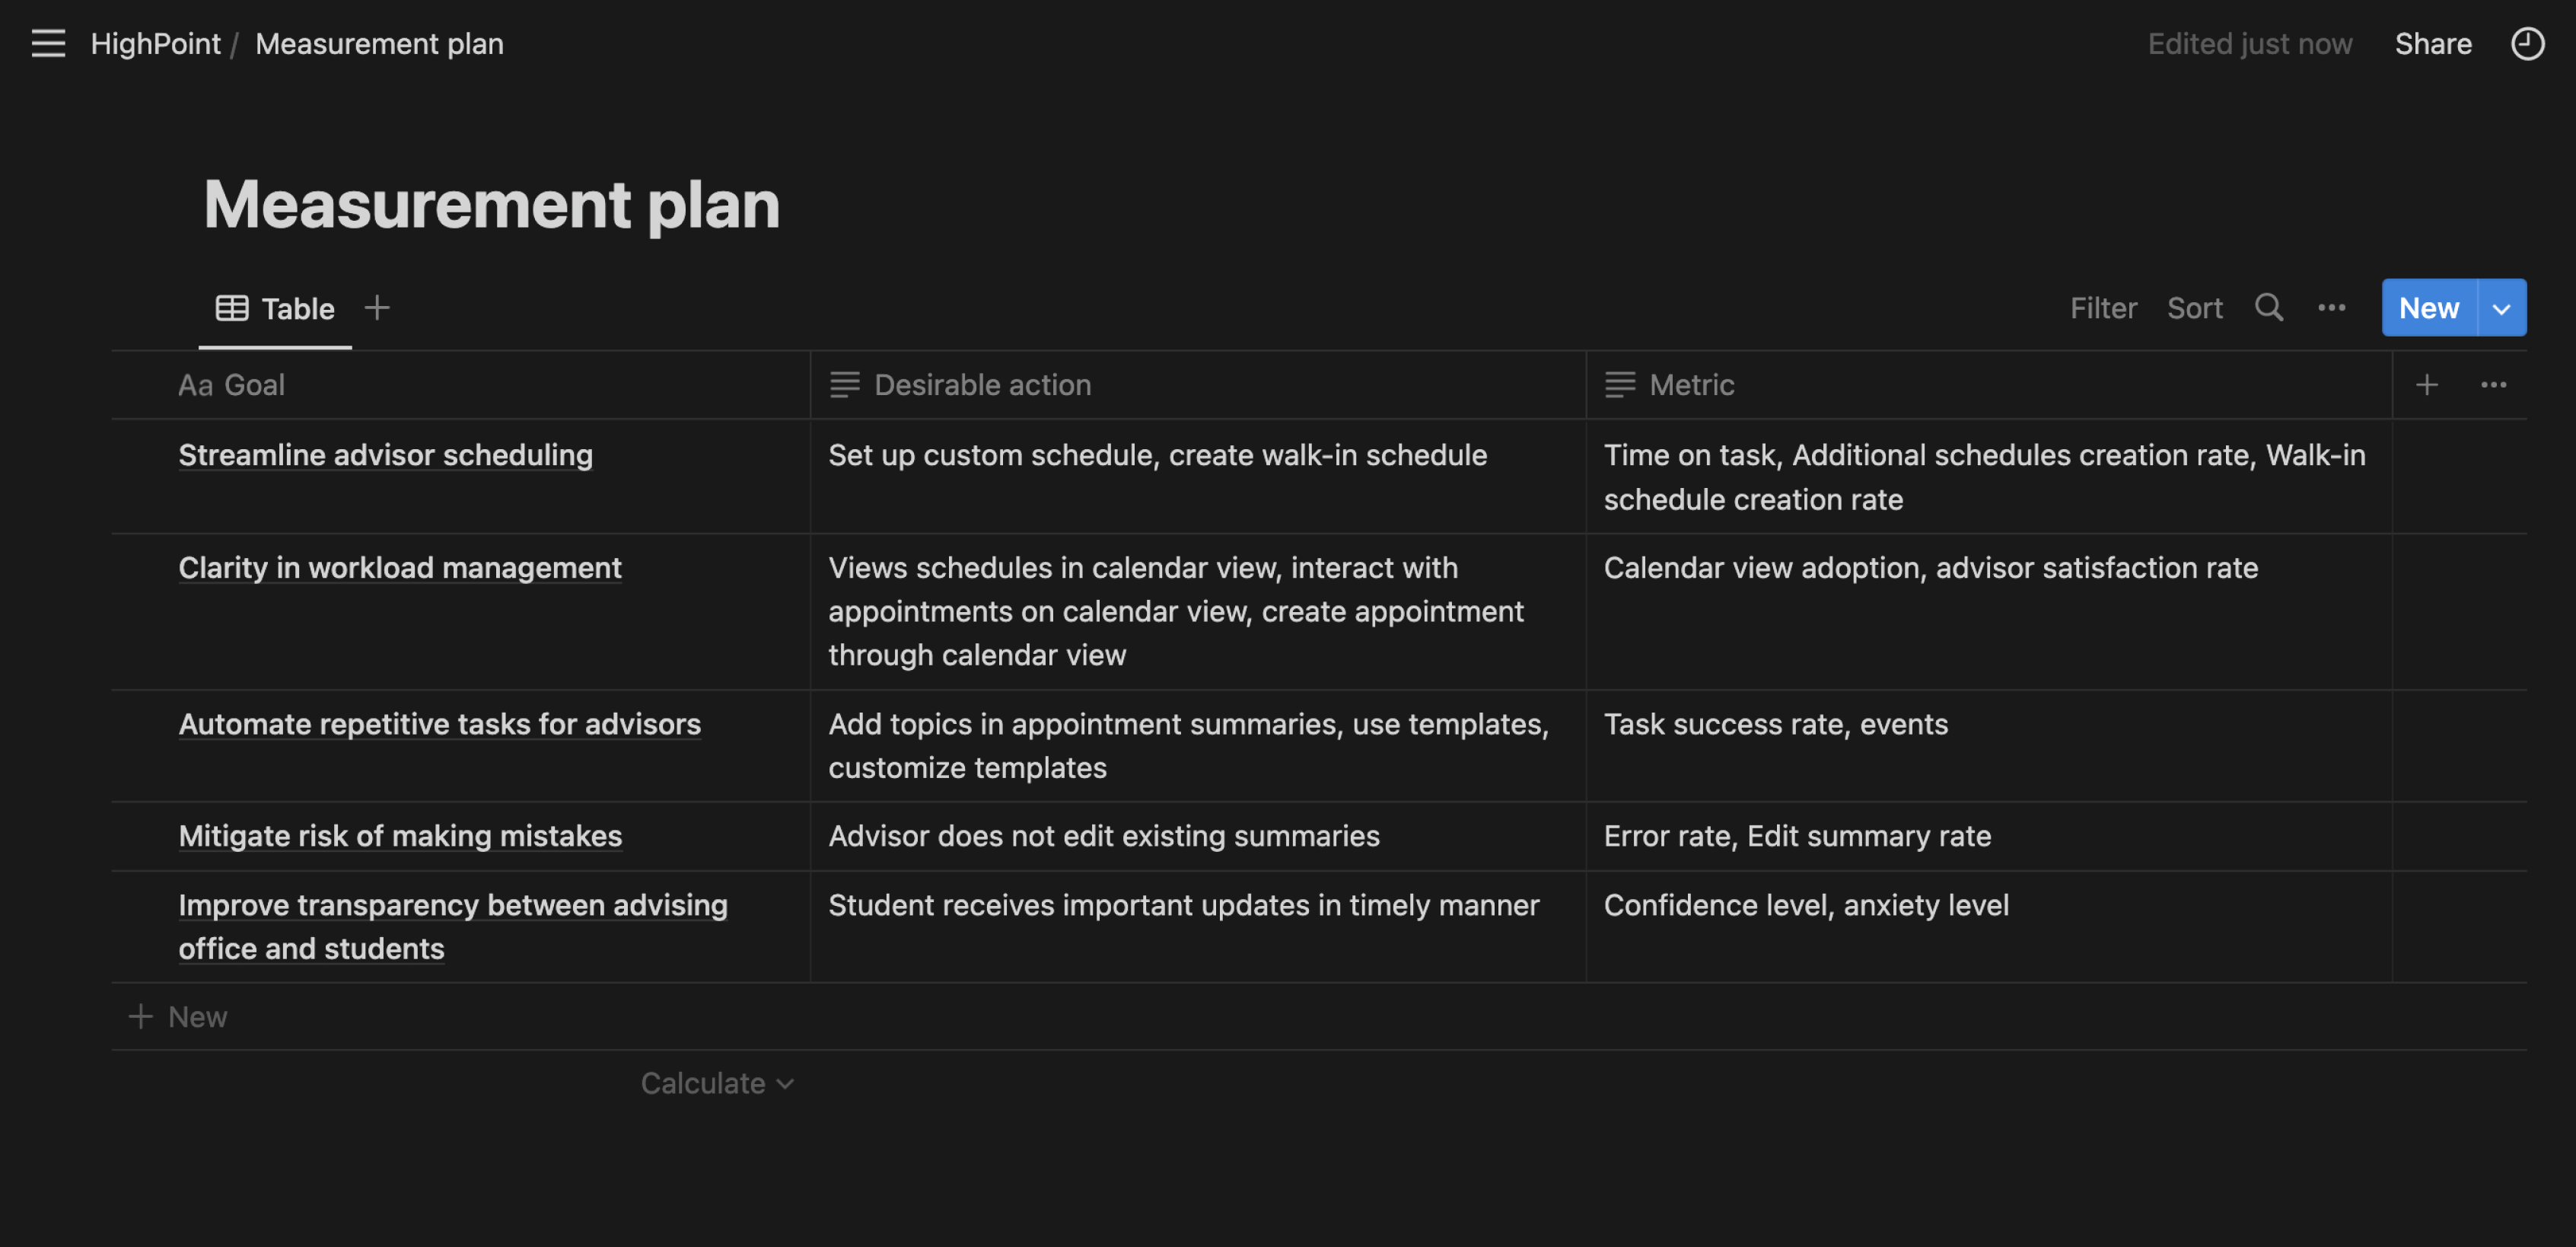 HighPoint / Measurement plan
Edited just now Share
Measurement plan
Table
Filter Sort New
Aa Goal Desirable action Metric
Streamline advisor scheduling
Set up custom schedule, create walk-in schedule
Time on task, Additional schedules creation rate, Walk-in
schedule creation rate
Clarity in workload management
Views schedules in calendar view, interact with
appointments on calendar view, create appointment
through calendar view
Calendar view adoption, advisor satisfaction rate
Automate repetitive tasks for advisors
Add topics in appointment summaries, use templates,
customize templates
Task success rate, events
Mitigate risk of making mistakes
Advisor does not edit existing summaries
Error rate, Edit summary rate
Improve transparency between advising
office and students
Student receives important updates in timely manner
Confidence level, anxiety level
New
Calculate